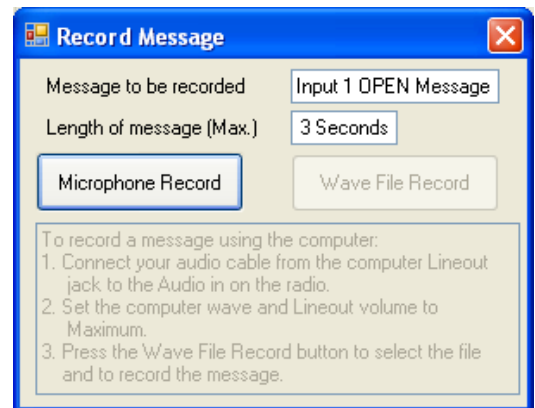 Record Message
Message to be recorded Input 1 OPEN Message
Length of message (Max.) 3 Seconds
Microphone Record Wave File Record
To record a message using the computer:
1. Connect your audio cable from the computer Lineout
jack to the Audio in on the
radio.
2. Set the computer wave and Lineout volume to
Maximum.
3. Press the Wave File Record button to select the file
and to record the message.